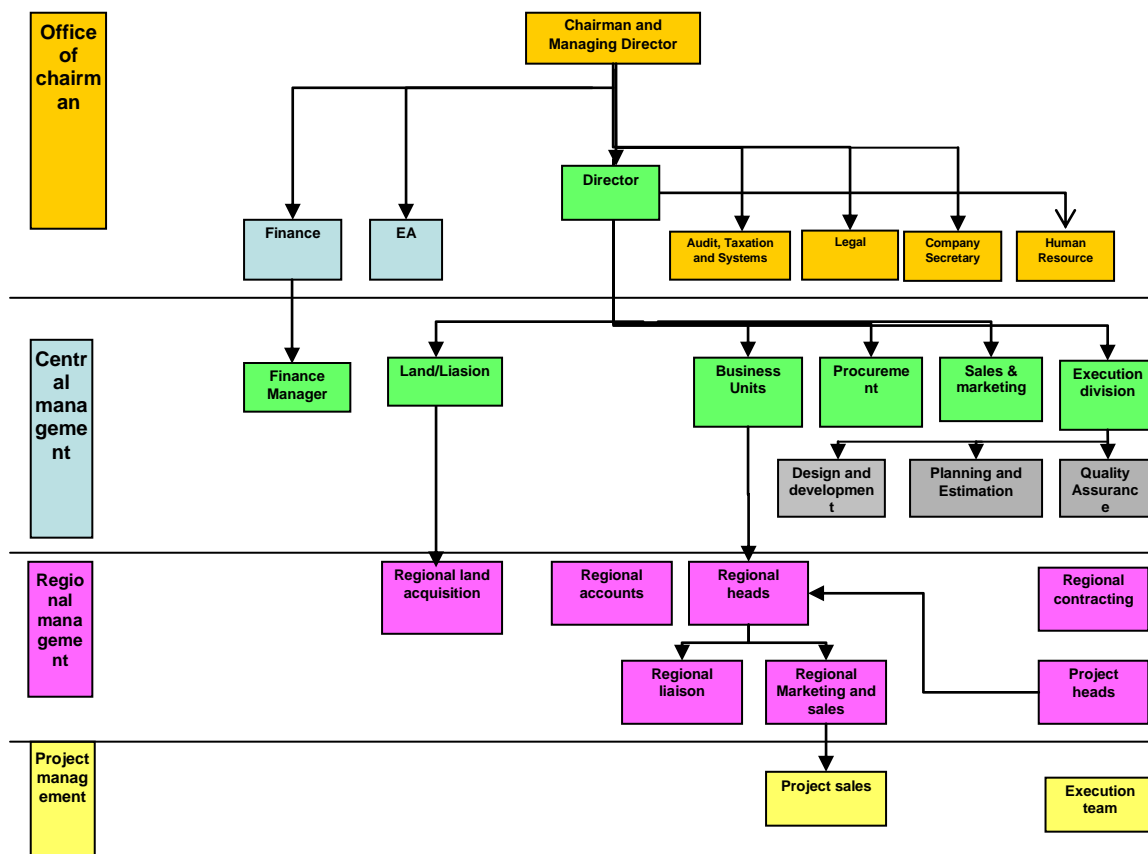 Office
of
chairm
an
Chairman and
Managing Director
Director
Finance
EA
Audit, Taxation
and Systems
Legal
Company
Secretary
Human
Resource
Centr
al
mana
geme
nt
Finance
Manager
Land/Liasion
Business
Units
Procureme
nt
Sales &
marketing
Execution
division
Design and
developmen
t
Planning and
Estimation
Quality
Assuranc
e
Regio
nal
mana
geme
nt
Regional land
acquisition
Regional
accounts
Regional
heads
Regional
contracting
Regional
liaison
Regional
Marketing and
sales
Project
heads
Project
manag
ement
Project sales
Execution
team